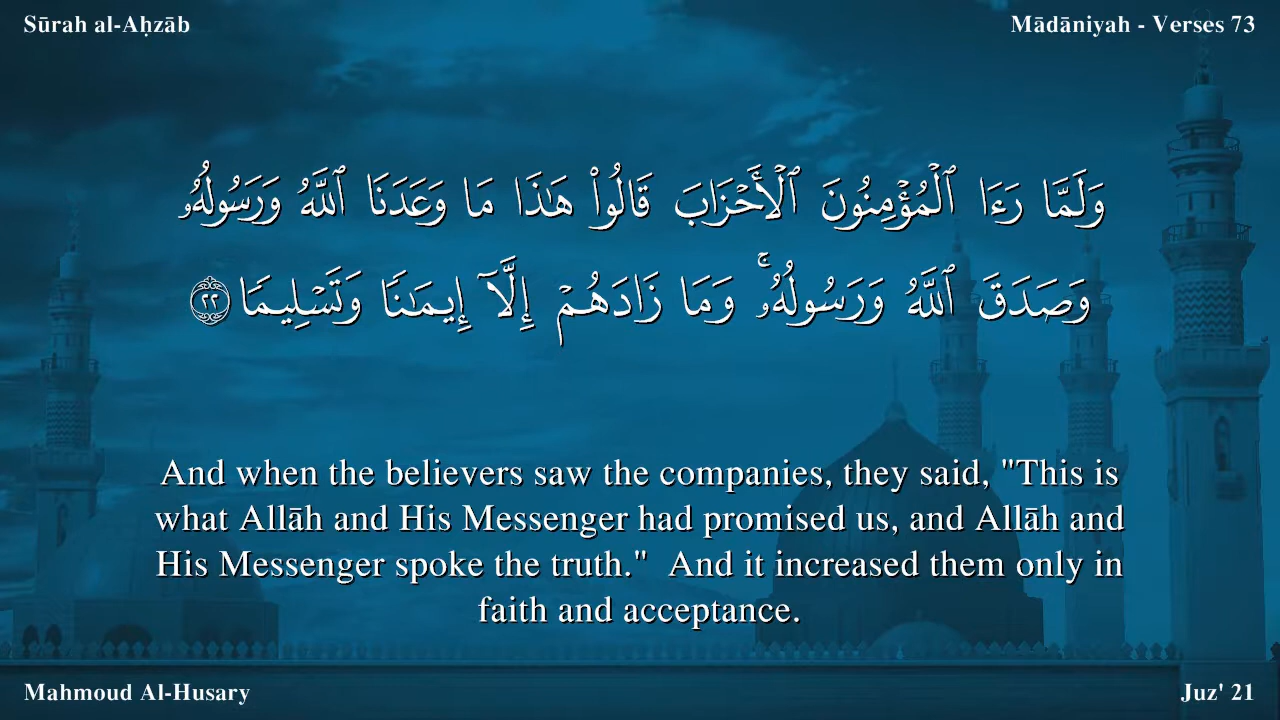 Sūrah al-Aḥzāb
Mādāniyah - Verses 73
وَلَمَّا رَءَا ٱلْمُؤْمِنُونَ ٱلْأَحْزَابَ قَالُوا۟ هَـٰذَا مَا وَعَدَنَا ٱللَّهُ وَرَسُولُهُۥ
وَصَدَقَ ٱللَّهُ وَرَسُولُهُۥ ۚ وَمَا زَادَهُمْ إِلَّآ إِيمَـٰنًا وَتَسْلِيمًا ٢٢
And when the believers saw the companies, they said, "This is
what Allāh and His Messenger had promised us, and Allāh and
His Messenger spoke the truth."  And it increased them only in
faith and acceptance.
Mahmoud Al-Husary
Juz' 21